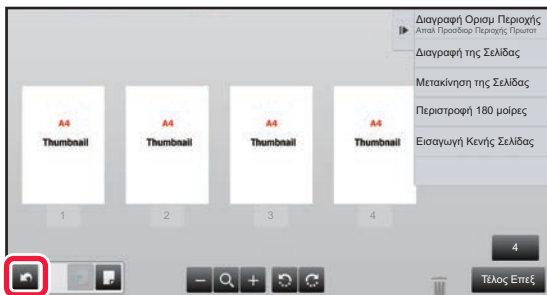 Διαγραφή Ορισμ Περιοχής
Απαλ Προσδιορ Περιοχής Πρωτοτ
Διαγραφή της Σελίδας
Μετακίνηση της Σελίδας
Περιστροφή 180 μοίρες
Εισαγωγή Κενής Σελίδας
A4 A4 A4 A4
Thumbnail Thumbnail Thumbnail Thumbnail
1 2 3 4
4
Τέλος Επεξ